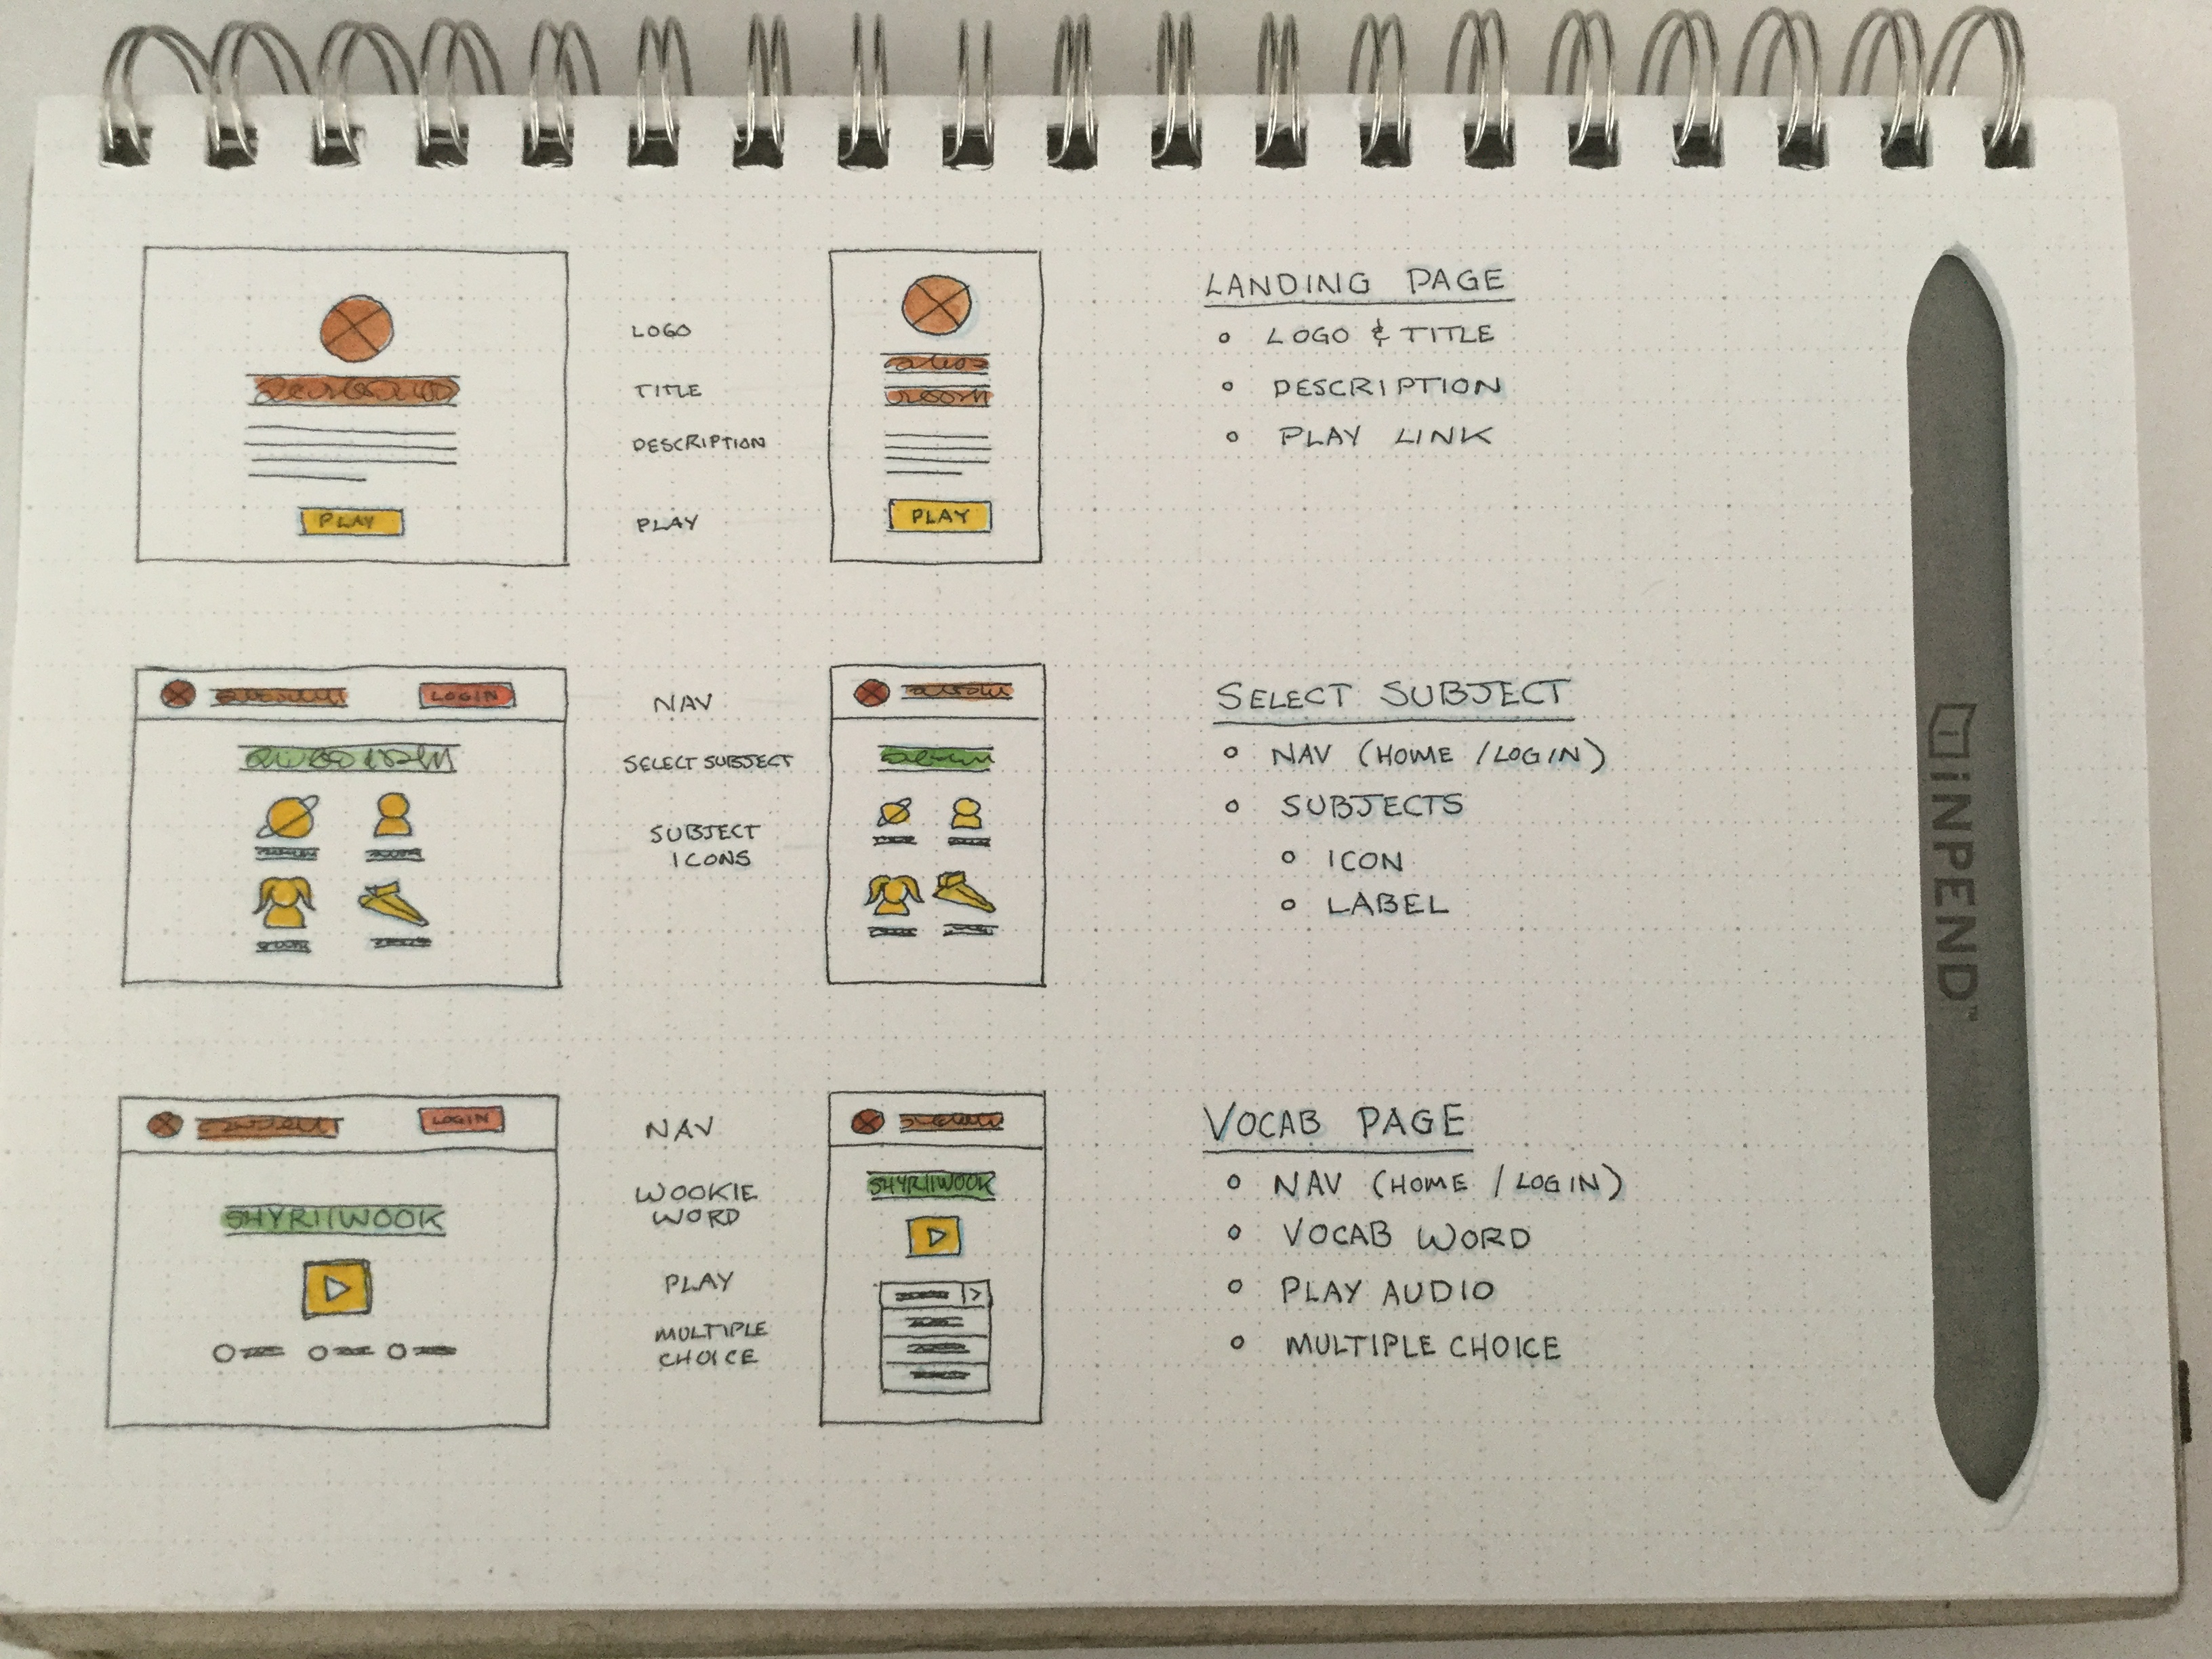 PLAY
LOGO
TITLE
DESCRIPTION
PLAY
PLAY
LANDING PAGE
LOGO & TITLE
DESCRIPTION
PLAY LINK
LOGIN
NAV
SELECT SUBJECT
SUBJECT
ICONS
SELECT SUBJECT
NAV (HOME / LOGIN)
SUBJECTS
ICON
LABEL
LOGIN
SHYRIIWOOK
NAV
WOOKIE
WORD
PLAY
MULTIPLE
CHOICE
SHYRIIWOOK
VOCAB PAGE
NAV (HOME / LOGIN)
VOCAB WORD
PLAY AUDIO
MULTIPLE CHOICE
iNPEND™